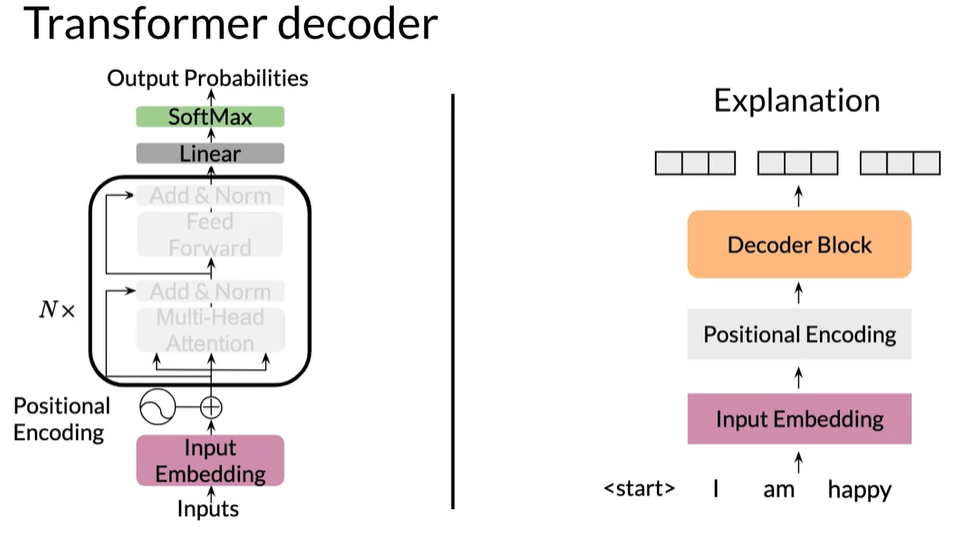 Transformer decoder
Output Probabilities
SoftMax
Linear
Add & Norm
Feed
Forward
Add & Norm
Multi-Head
Attention
N×
Positional
Encoding
Input
Embedding
Inputs
Explanation
Decoder Block
Positional Encoding
Input Embedding
<start> I am happy